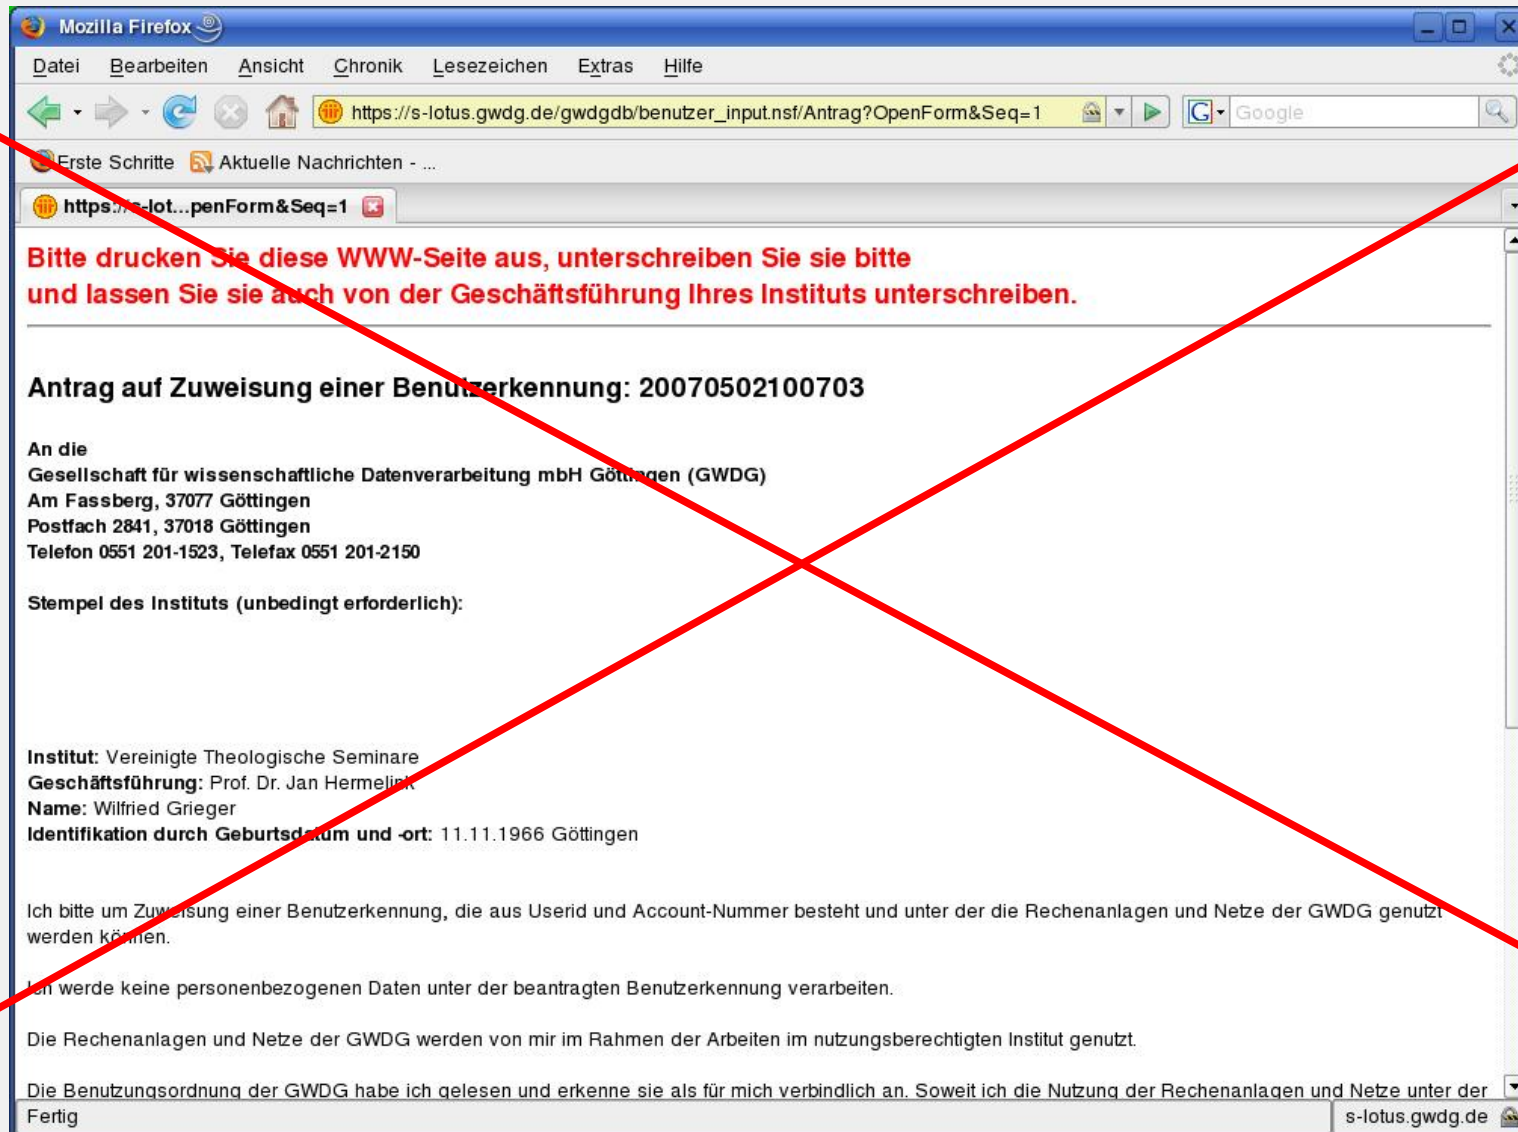 Mozilla Firefox
Datei Bearbeiten Ansicht Chronik Lesezeichen Extras Hilfe
https://s-lotus.gwdg.de/gwdgdb/benutzer_input.nsf/Antrag?OpenForm&Seq=1 G Google
Erste Schritte Aktuelle Nachrichten - ...
https://s-lot...penForm&Seq=1
Bitte drucken Sie diese WWW-Seite aus, unterschreiben Sie sie bitte
und lassen Sie sie auch von der Geschäftsführung Ihres Instituts unterschreiben.
Antrag auf Zuweisung einer Benutzerkennung: 20070502100703
An die
Gesellschaft für wissenschaftliche Datenverarbeitung mbH Göttingen (GWDG)
Am Fassberg, 37077 Göttingen
Postfach 2841, 37018 Göttingen
Telefon 0551 201-1523, Telefax 0551 201-2150
Stempel des Instituts (unbedingt erforderlich):
Institut: Vereinigte Theologische Seminare
Geschäftsführung: Prof. Dr. Jan Hermelink
Name: Wilfried Grieger
Identifikation durch Geburtsdatum und -ort: 11.11.1966 Göttingen
Ich bitte um Zuweisung einer Benutzerkennung, die aus Userid und Account-Nummer besteht und unter der die Rechenanlagen und Netze der GWDG genutzt
werden können.
Ich werde keine personenbezogenen Daten unter der beantragten Benutzerkennung verarbeiten.
Die Rechenanlagen und Netze der GWDG werden von mir im Rahmen der Arbeiten im nutzungsberechtigten Institut genutzt.
Die Benutzungsordnung der GWDG habe ich gelesen und erkenne sie als für mich verbindlich an. Soweit ich die Nutzung der Rechenanlagen und Netze unter der
Fertig s-lotus.gwdg.de